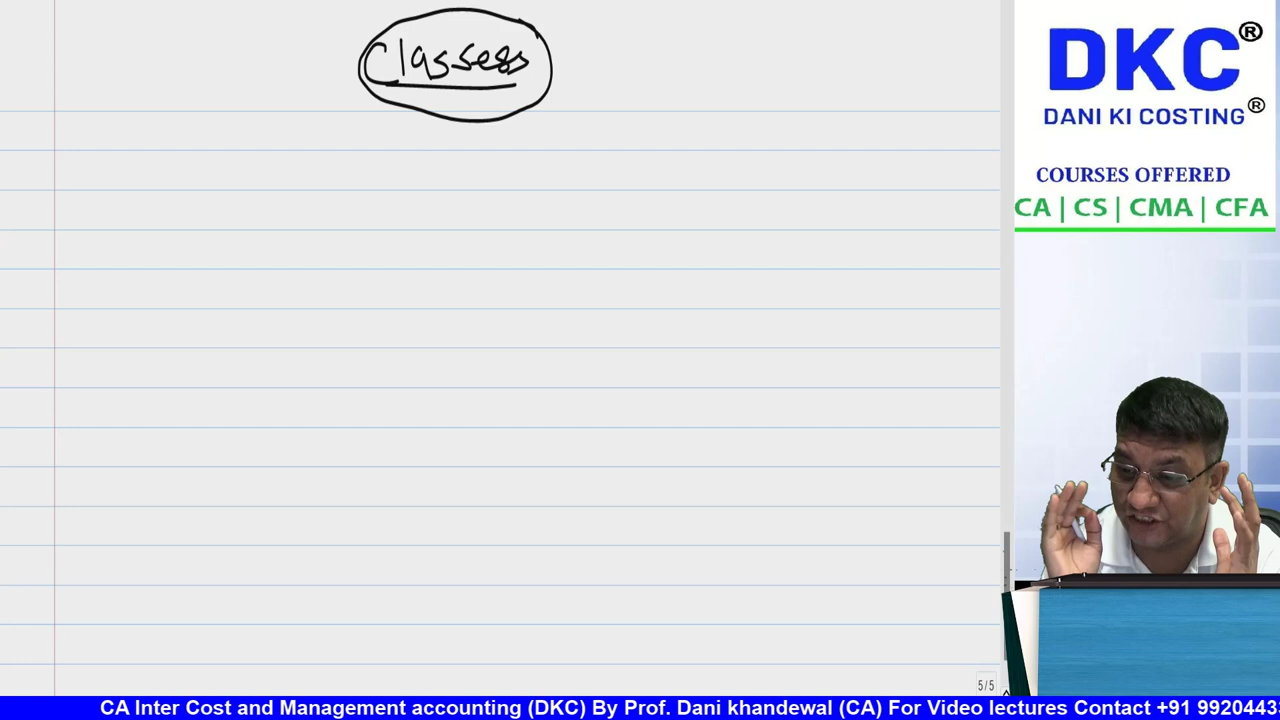 Classess
DKC®
DANI KI COSTING®
COURSES OFFERED
CA | CS | CMA | CFA
5/5
CA Inter Cost and Management accounting (DKC) By Prof. Dani khandewal (CA) For Video lectures Contact +91 9920443